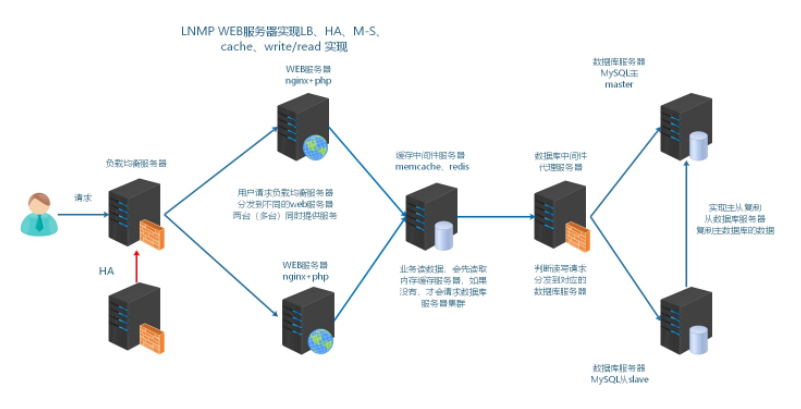 LNMP WEB服务器实现LB、HA、M-S、
cache、write/read 实现
WEB服务器
nginx+php
数据库服务器
MySQL主
master
负载均衡服务器
缓存中间件服务器
memcache、redis
数据库中间件
代理服务器
请求
用户请求负载均衡服务器
分发到不同的web服务器
两台（多台）同时提供服务
实现主从复制
从数据库服务器
复制主数据库的数据
HA
WEB服务器
nginx+php
业务读数据，会先读取
内存缓存服务器，如果
没有，才会请求数据库
服务器集群
判断读写请求
分发到对应的
数据库服务器
数据库服务器
MySQL从slave